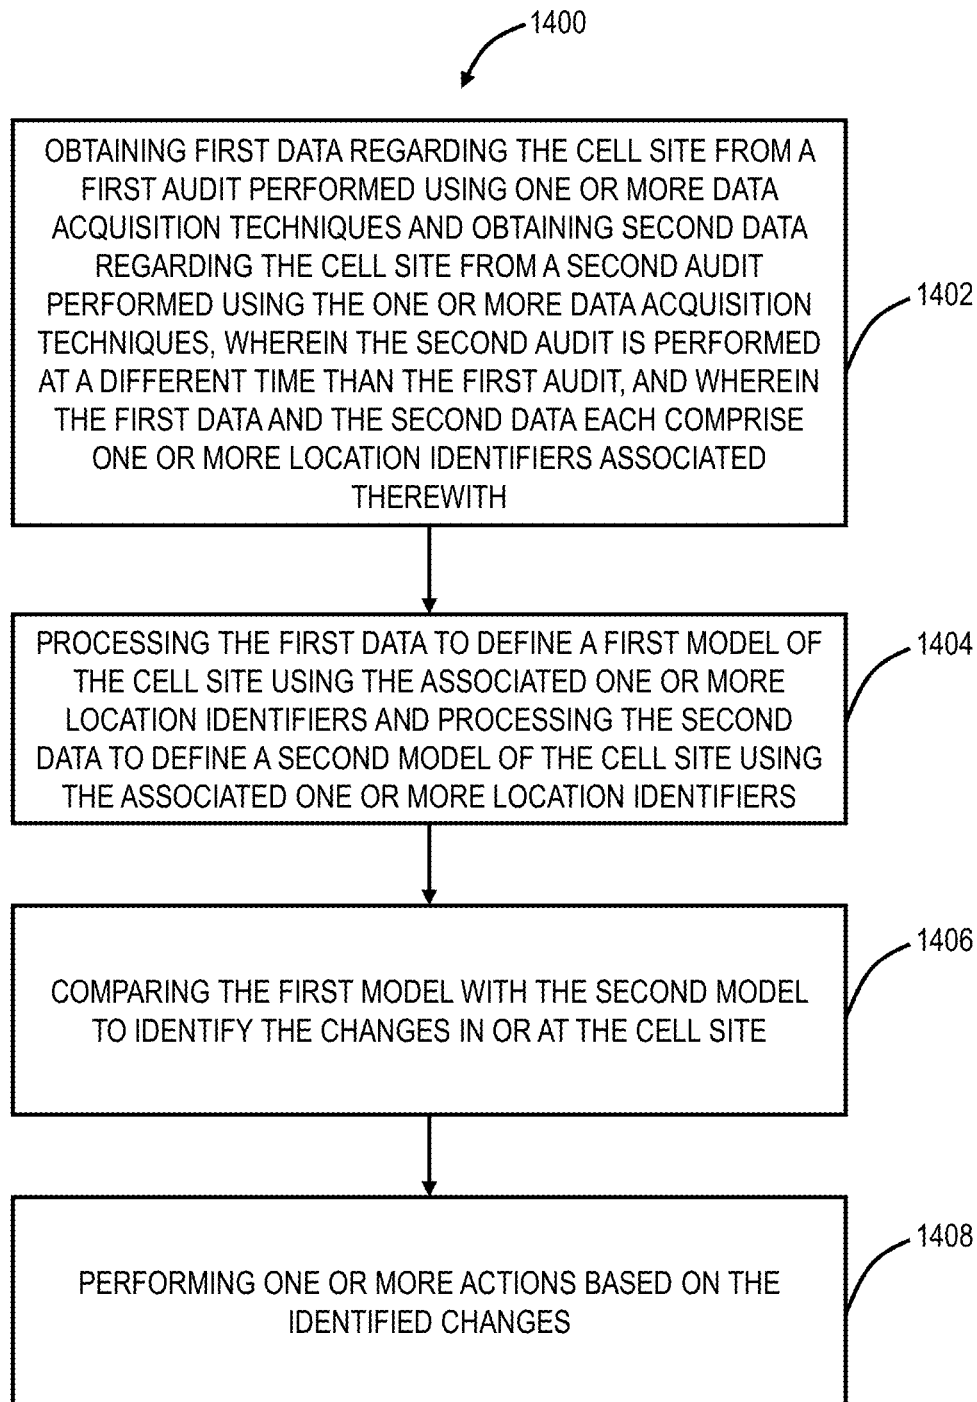 1400
OBTAINING FIRST DATA REGARDING THE CELL SITE FROM A
FIRST AUDIT PERFORMED USING ONE OR MORE DATA
ACQUISITION TECHNIQUES AND OBTAINING SECOND DATA
REGARDING THE CELL SITE FROM A SECOND AUDIT
PERFORMED USING THE ONE OR MORE DATA ACQUISITION
TECHNIQUES, WHEREIN THE SECOND AUDIT IS PERFORMED
AT A DIFFERENT TIME THAN THE FIRST AUDIT, AND WHEREIN
THE FIRST DATA AND THE SECOND DATA EACH COMPRISE
ONE OR MORE LOCATION IDENTIFIERS ASSOCIATED
THEREWITH
1402
PROCESSING THE FIRST DATA TO DEFINE A FIRST MODEL OF
THE CELL SITE USING THE ASSOCIATED ONE OR MORE
LOCATION IDENTIFIERS AND PROCESSING THE SECOND
DATA TO DEFINE A SECOND MODEL OF THE CELL SITE USING
THE ASSOCIATED ONE OR MORE LOCATION IDENTIFIERS
1404
COMPARING THE FIRST MODEL WITH THE SECOND MODEL
TO IDENTIFY THE CHANGES IN OR AT THE CELL SITE
1406
PERFORMING ONE OR MORE ACTIONS BASED ON THE
IDENTIFIED CHANGES
1408